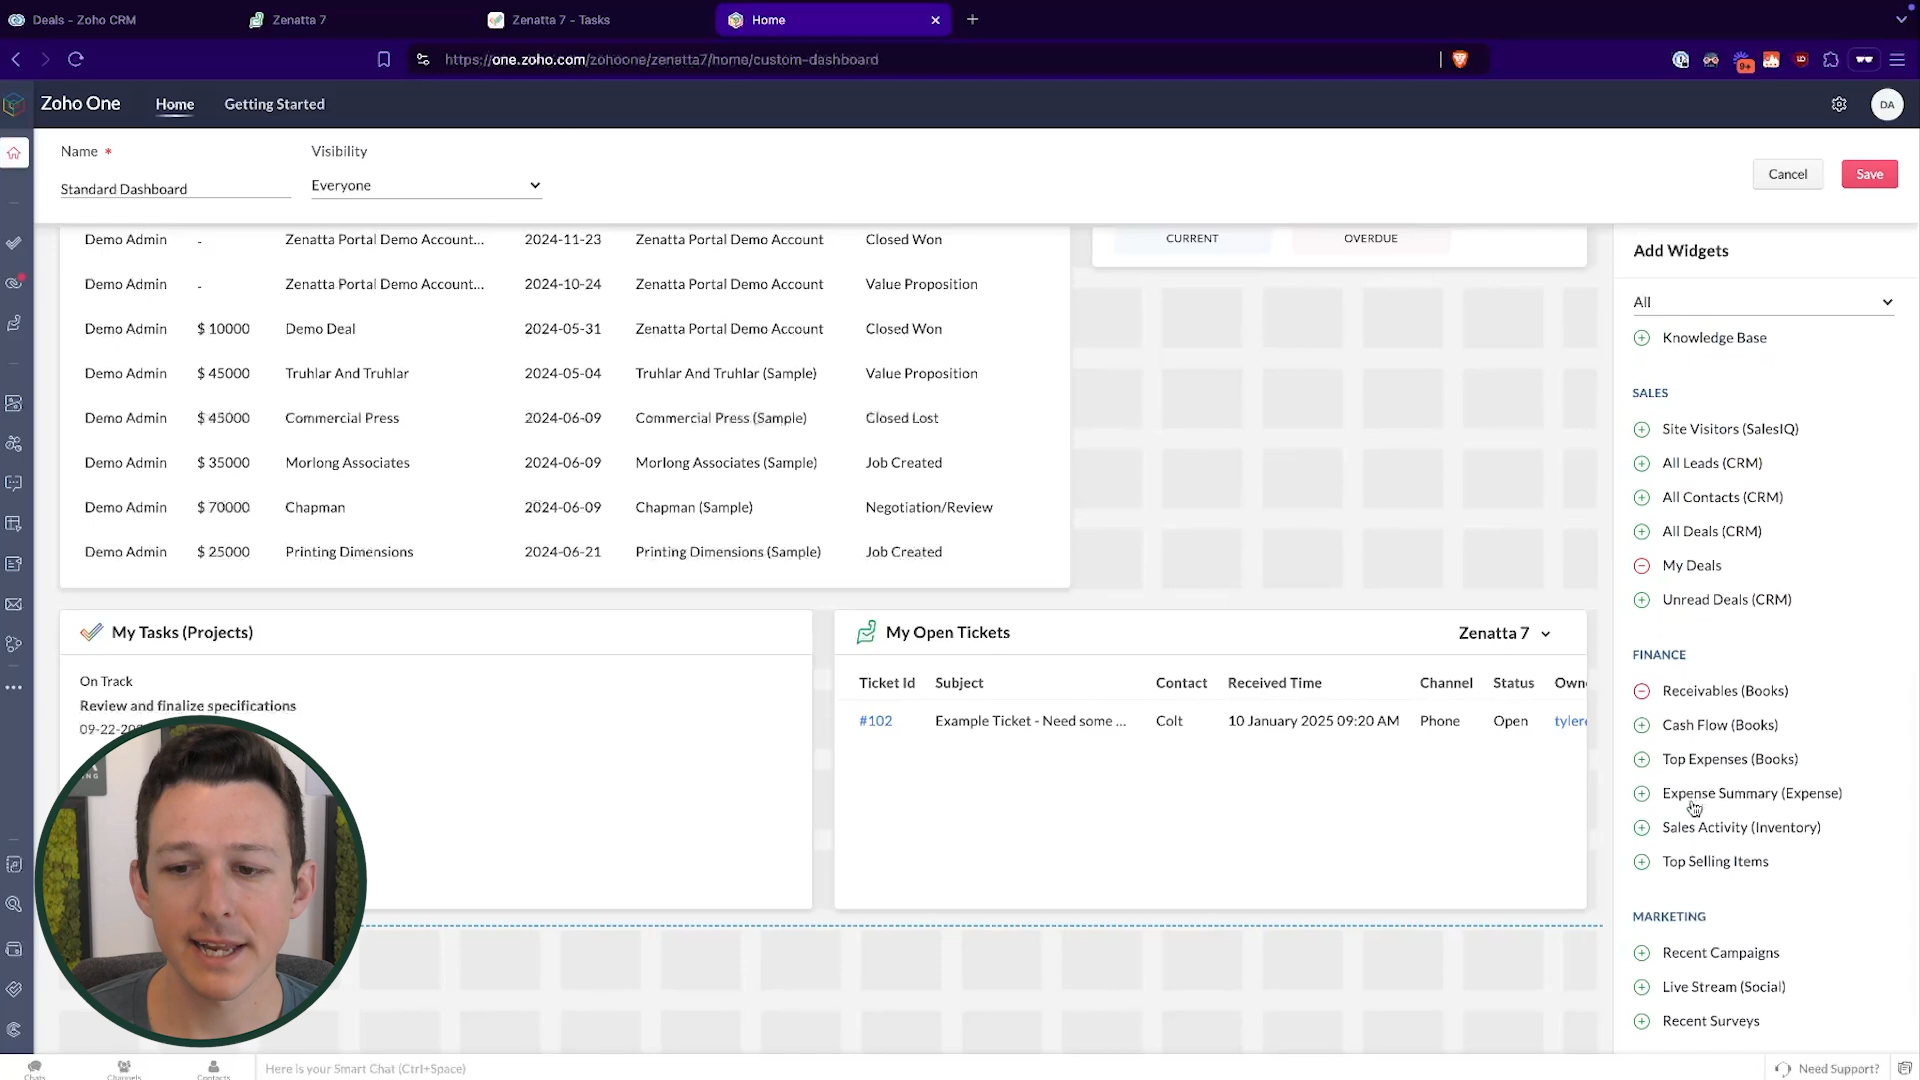 Deals - Zoho CRM
Zenatta 7
Zenatta 7 - Tasks
Home
https://one.zoho.com/zohoone/zenatta7/home/custom-dashboard
9+
Zoho One
Home
Getting Started
DA
Name *
Visibility
Standard Dashboard
Everyone
Cancel
Save
Demo Admin - Zenatta Portal Demo Account... 2024-11-23 Zenatta Portal Demo Account Closed Won
Demo Admin - Zenatta Portal Demo Account... 2024-10-24 Zenatta Portal Demo Account Value Proposition
Demo Admin $ 10000 Demo Deal 2024-05-31 Zenatta Portal Demo Account Closed Won
Demo Admin $ 45000 Truhlar And Truhlar 2024-05-04 Truhlar And Truhlar (Sample) Value Proposition
Demo Admin $ 45000 Commercial Press 2024-06-09 Commercial Press (Sample) Closed Lost
Demo Admin $ 35000 Morlong Associates 2024-06-09 Morlong Associates (Sample) Job Created
Demo Admin $ 70000 Chapman 2024-06-09 Chapman (Sample) Negotiation/Review
Demo Admin $ 25000 Printing Dimensions 2024-06-21 Printing Dimensions (Sample) Job Created
CURRENT
OVERDUE
My Tasks (Projects)
On Track
Review and finalize specifications
09-22-20
My Open Tickets
Zenatta 7
Ticket Id Subject Contact Received Time Channel Status Own
#102 Example Ticket - Need some ... Colt 10 January 2025 09:20 AM Phone Open tyler
Add Widgets
All
Knowledge Base
SALES
Site Visitors (SalesIQ)
All Leads (CRM)
All Contacts (CRM)
All Deals (CRM)
My Deals
Unread Deals (CRM)
FINANCE
Receivables (Books)
Cash Flow (Books)
Top Expenses (Books)
Expense Summary (Expense)
Sales Activity (Inventory)
Top Selling Items
MARKETING
Recent Campaigns
Live Stream (Social)
Recent Surveys
Chats
Channels
Contacts
Here is your Smart Chat (Ctrl+Space)
Need Support?